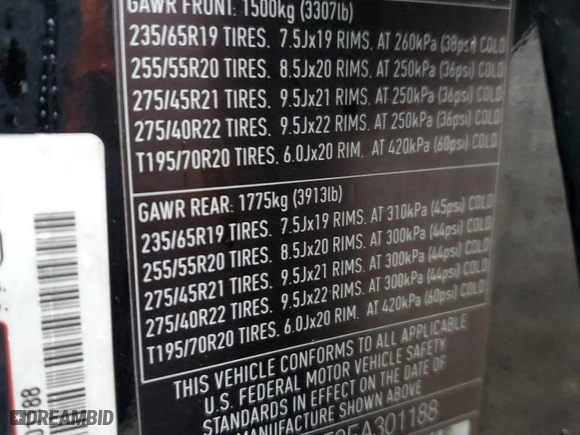 GAWR FRONT: 1500kg (3307lb)
235/65R19 TIRES. 7.5Jx19 RIMS. AT 260kPa (38psi) COLD
255/55R20 TIRES. 8.5Jx20 RIMS. AT 250kPa (36psi) COLD
275/45R21 TIRES. 9.5Jx21 RIMS. AT 250kPa (36psi) COLD
275/40R22 TIRES. 9.5Jx22 RIMS. AT 250kPa (36psi) COLD
T195/70R20 TIRES. 6.0Jx20 RIM. AT 420kPa (60psi) COLD
GAWR REAR: 1775kg (3913lb)
235/65R19 TIRES. 7.5Jx19 RIMS. AT 310kPa (45psi) COLD
255/55R20 TIRES. 8.5Jx20 RIMS. AT 300kPa (44psi) COLD
275/45R21 TIRES. 9.5Jx21 RIMS. AT 300kPa (44psi) COLD
275/40R22 TIRES. 9.5Jx22 RIMS. AT 300kPa (44psi) COLD
T195/70R20 TIRES. 6.0Jx20 RIM. AT 420kPa (60psi) COLD
THIS VEHICLE CONFORMS TO ALL APPLICABLE
U.S. FEDERAL MOTOR VEHICLE SAFETY
STANDARDS IN EFFECT ON THE DATE OF
MANUFACTURE SHOWN ABOVE
A301188
188
DREAMBID